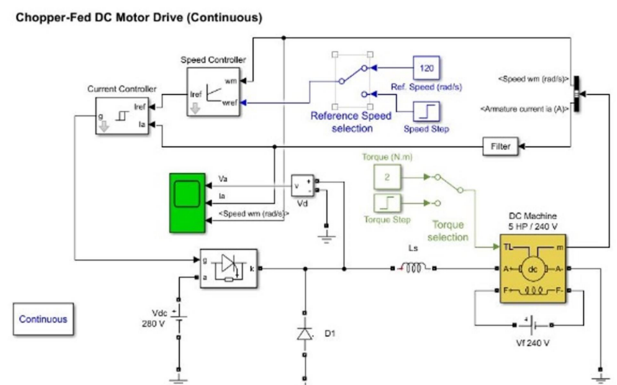 Chopper-Fed DC Motor Drive (Continuous)
Speed Controller
wm
Iref
wref
Current Controller
Iref
g
Ia
120
Ref. Speed (rad/s)
Reference Speed
selection
Speed Step
<Speed wm (rad/s)>
<Armature current ia (A)>
Filter
Torque (N.m)
2
Torque Step
Torque
selection
Va
Ia
<Speed wm (rad/s)>
+
v
-
Vd
DC Machine
5 HP / 240 V
TL
m
A+
dc
A-
F+
F-
Ls
g
a
k
Vdc
280 V
+
D1
+
Vf 240 V
Continuous